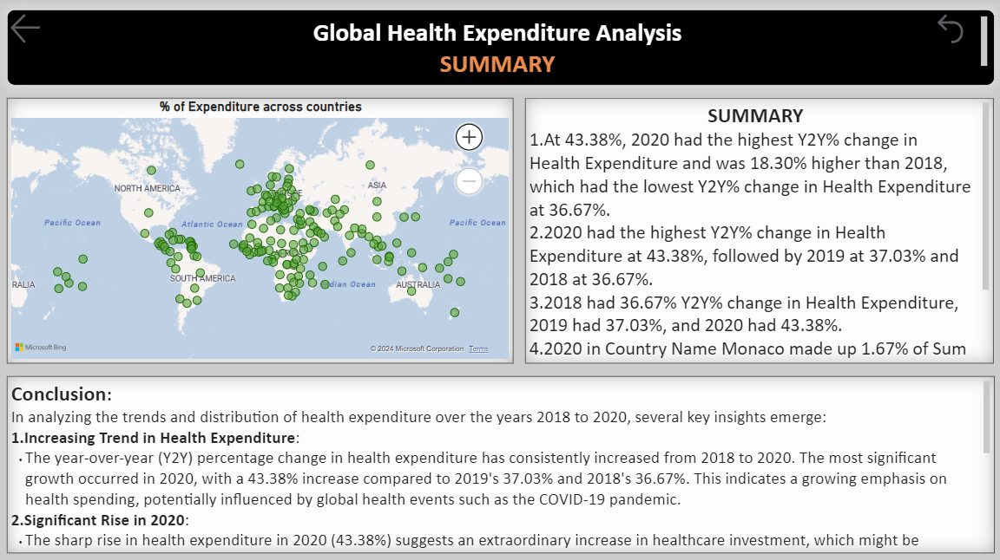 Global Health Expenditure Analysis
SUMMARY
% of Expenditure across countries
NORTH AMERICA
ASIA
Pacific Ocean
Atlantic Ocean
Pacific Ocean
SOUTH AMERICA
RALIA
AUSTRALIA
Microsoft Bing
© 2024 Microsoft Corporation Terms
SUMMARY
1.At 43.38%, 2020 had the highest Y2Y% change in
Health Expenditure and was 18.30% higher than 2018,
which had the lowest Y2Y% change in Health Expenditure
at 36.67%.
2.2020 had the highest Y2Y% change in Health
Expenditure at 43.38%, followed by 2019 at 37.03% and
2018 at 36.67%.
3.2018 had 36.67% Y2Y% change in Health Expenditure,
2019 had 37.03%, and 2020 had 43.38%.
4.2020 in Country Name Monaco made up 1.67% of Sum
Conclusion:
In analyzing the trends and distribution of health expenditure over the years 2018 to 2020, several key insights emerge:
1.Increasing Trend in Health Expenditure:
· The year-over-year (Y2Y) percentage change in health expenditure has consistently increased from 2018 to 2020. The most significant
growth occurred in 2020, with a 43.38% increase compared to 2019's 37.03% and 2018's 36.67%. This indicates a growing emphasis on
health spending, potentially influenced by global health events such as the COVID-19 pandemic.
2.Significant Rise in 2020:
· The sharp rise in health expenditure in 2020 (43.38%) suggests an extraordinary increase in healthcare investment, which might be